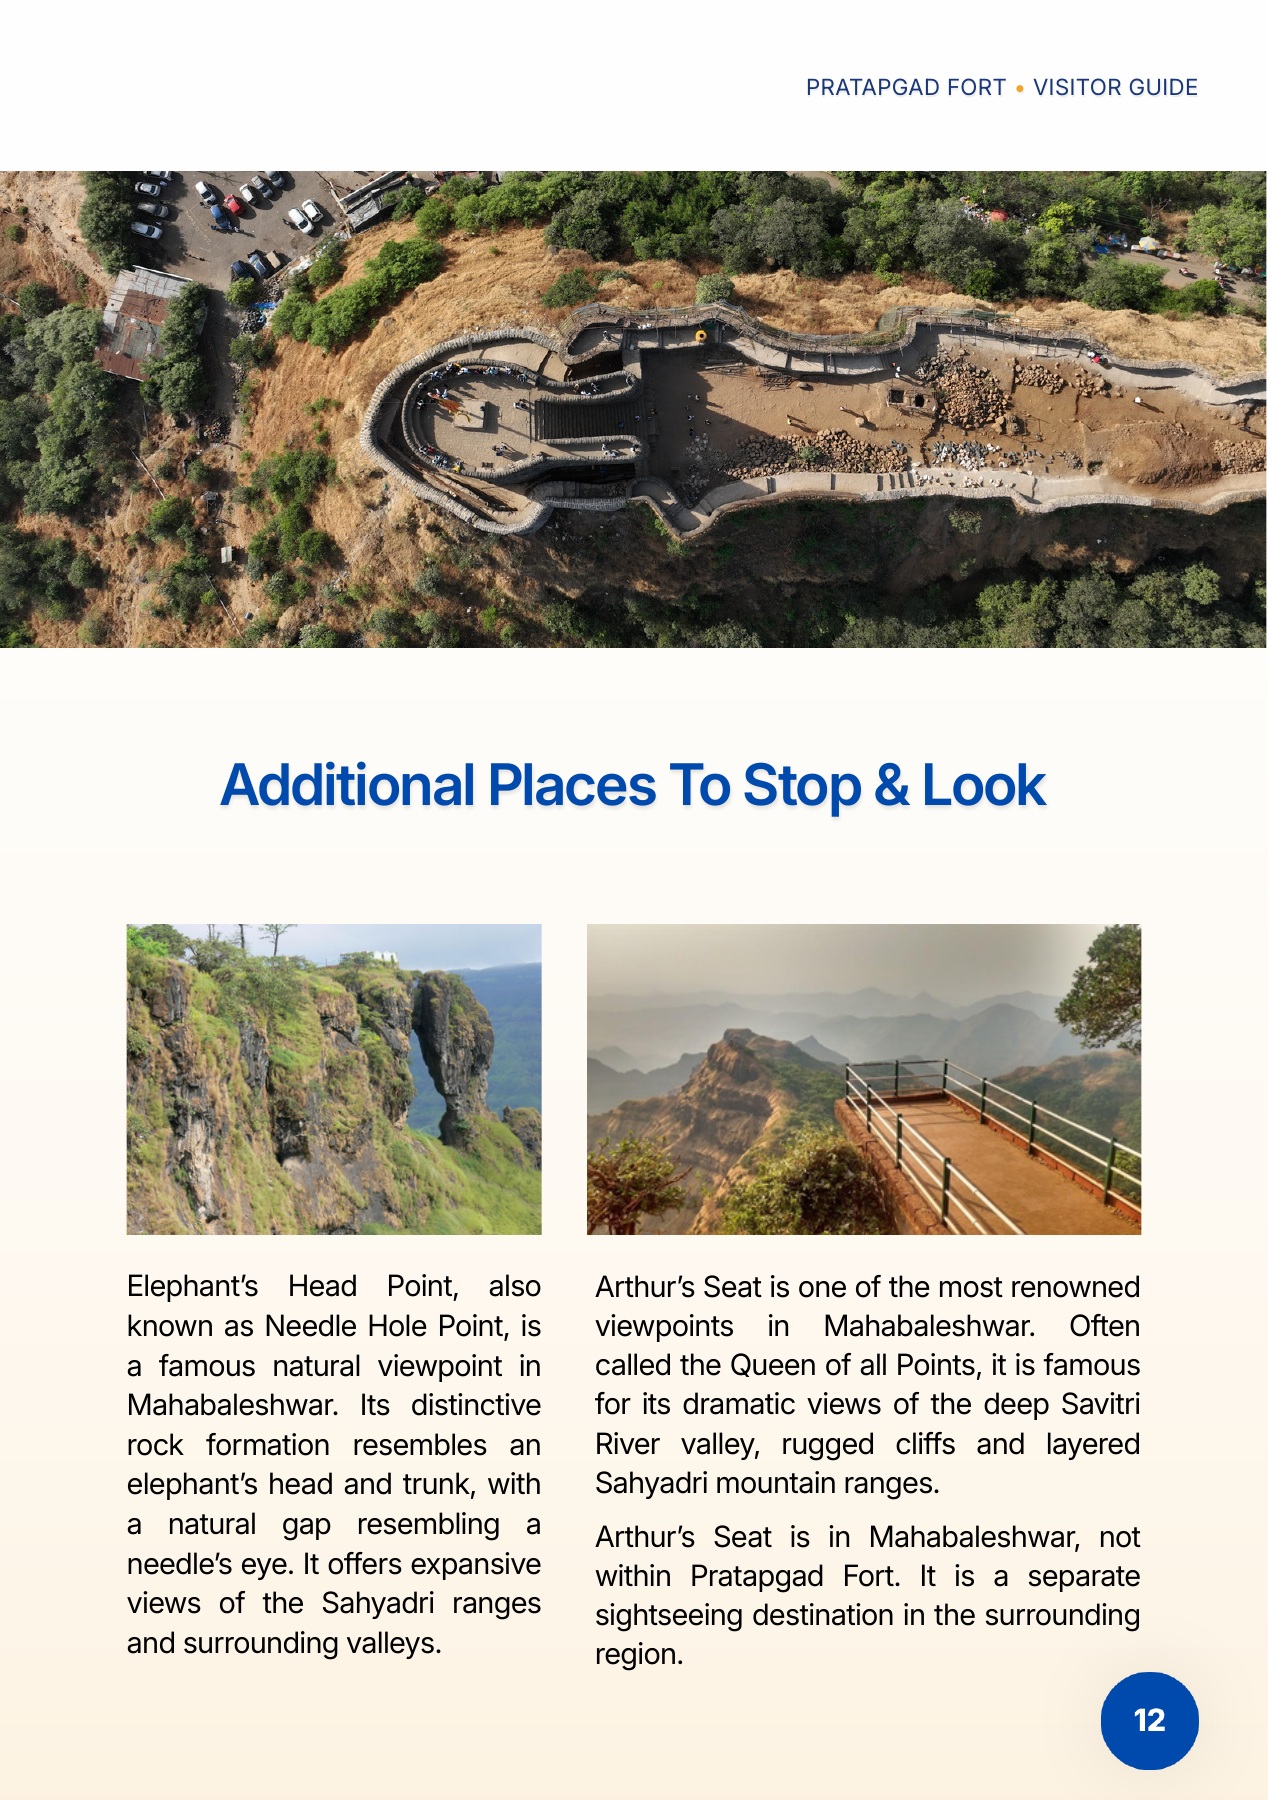 PRATAPGAD FORT • VISITOR GUIDE
Additional Places To Stop & Look
Elephant’s Head Point, also
known as Needle Hole Point, is
a famous natural viewpoint in
Mahabaleshwar. Its distinctive
rock formation resembles an
elephant’s head and trunk, with
a natural gap resembling a
needle’s eye. It offers expansive
views of the Sahyadri ranges
and surrounding valleys.
Arthur’s Seat is one of the most renowned
viewpoints in Mahabaleshwar. Often
called the Queen of all Points, it is famous
for its dramatic views of the deep Savitri
River valley, rugged cliffs and layered
Sahyadri mountain ranges.
Arthur’s Seat is in Mahabaleshwar, not
within Pratapgad Fort. It is a separate
sightseeing destination in the surrounding
region.
12